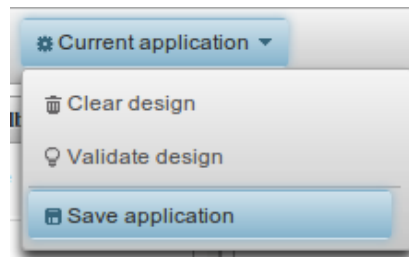 Current application
Clear design
Validate design
Save application